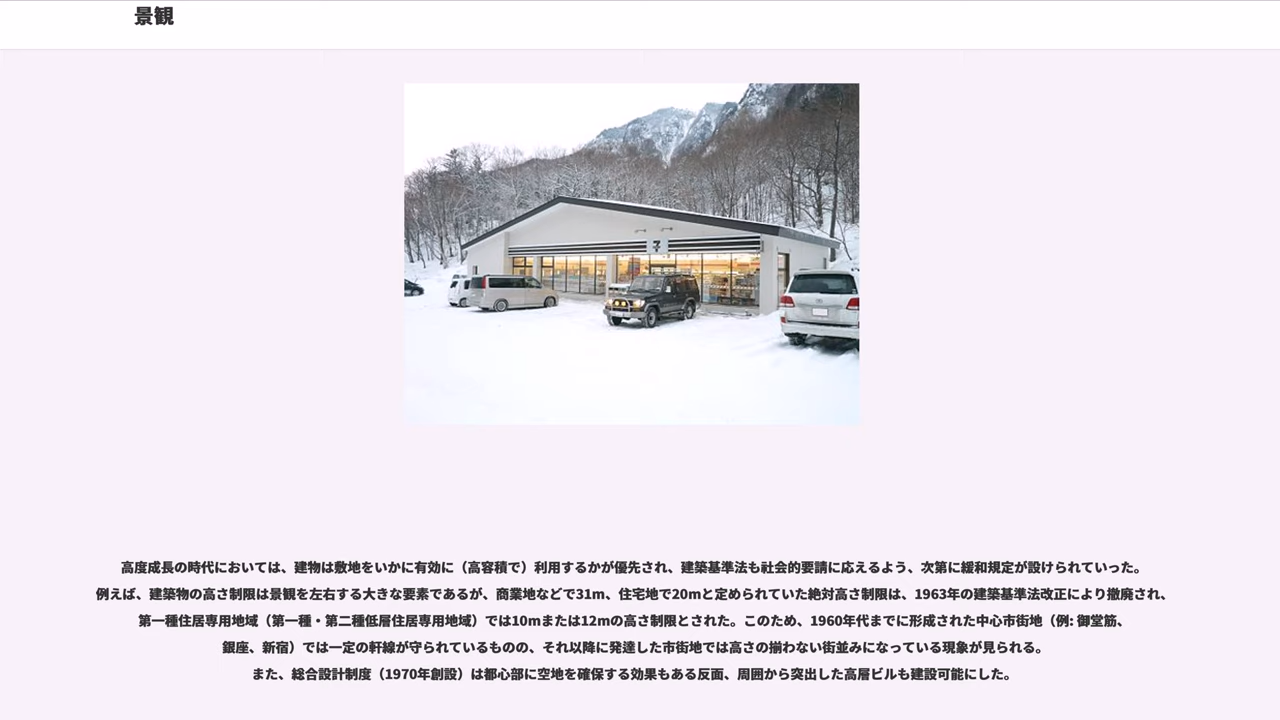 景観
高度成長の時代においては、建物は敷地をいかに有効に（高容積で）利用するかが優先され、建築基準法も社会的要請に応えるよう、次第に緩和規定が設けられていった。
例えば、建築物の高さ制限は景観を左右する大きな要素であるが、商業地などで31m、住宅地で20mと定められていた絶対高さ制限は、1963年の建築基準法改正により撤廃され、
第一種住居専用地域（第一種・第二種低層住居専用地域）では10mまたは12mの高さ制限とされた。このため、1960年代までに形成された中心市街地（例: 御堂筋、
銀座、新宿）では一定の軒線が守られているものの、それ以降に発達した市街地では高さの揃わない街並みになっている現象が見られる。
また、総合設計制度（1970年創設）は都心部に空地を確保する効果もある反面、周囲から突出した高層ビルも建設可能にした。